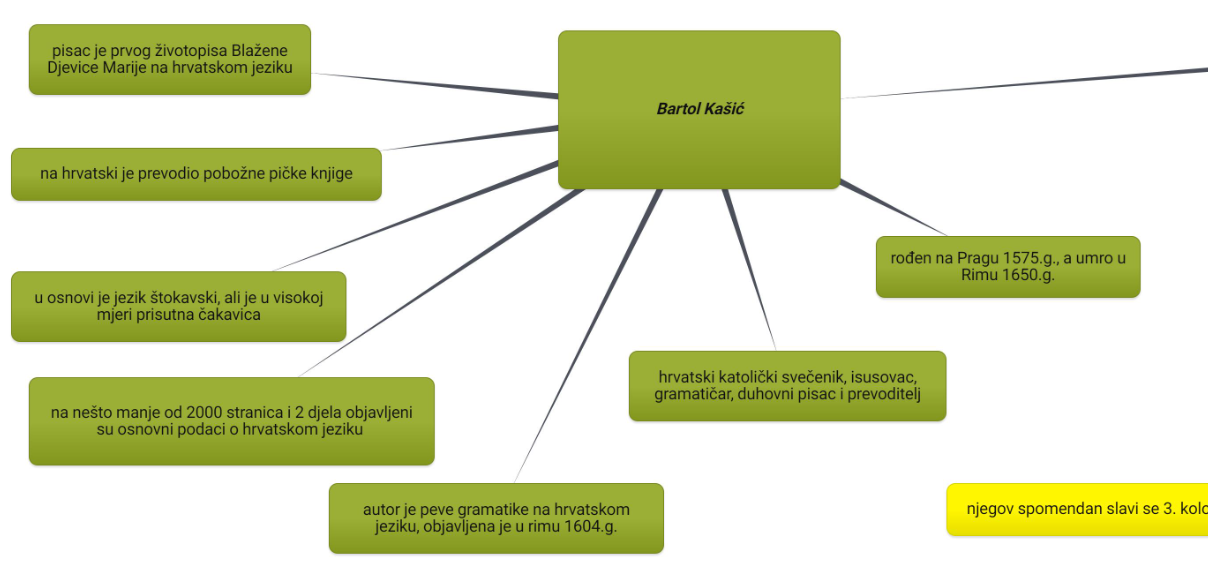 pisac je prvog životopisa Blažene
Djevice Marije na hrvatskom jeziku
Bartol Kašić
na hrvatski je prevodio pobožne pičke knjige
rođen na Pragu 1575.g., a umro u
Rimu 1650.g.
u osnovi je jezik štokavski, ali je u visokoj
mjeri prisutna čakavica
hrvatski katolički svečenik, isusovac,
gramatičar, duhovni pisac i prevoditelj
na nešto manje od 2000 stranica i 2 djela objavljeni
su osnovni podaci o hrvatskom jeziku
autor je peve gramatike na hrvatskom
jeziku, objavljena je u rimu 1604.g.
njegov spomendan slavi se 3. kolo